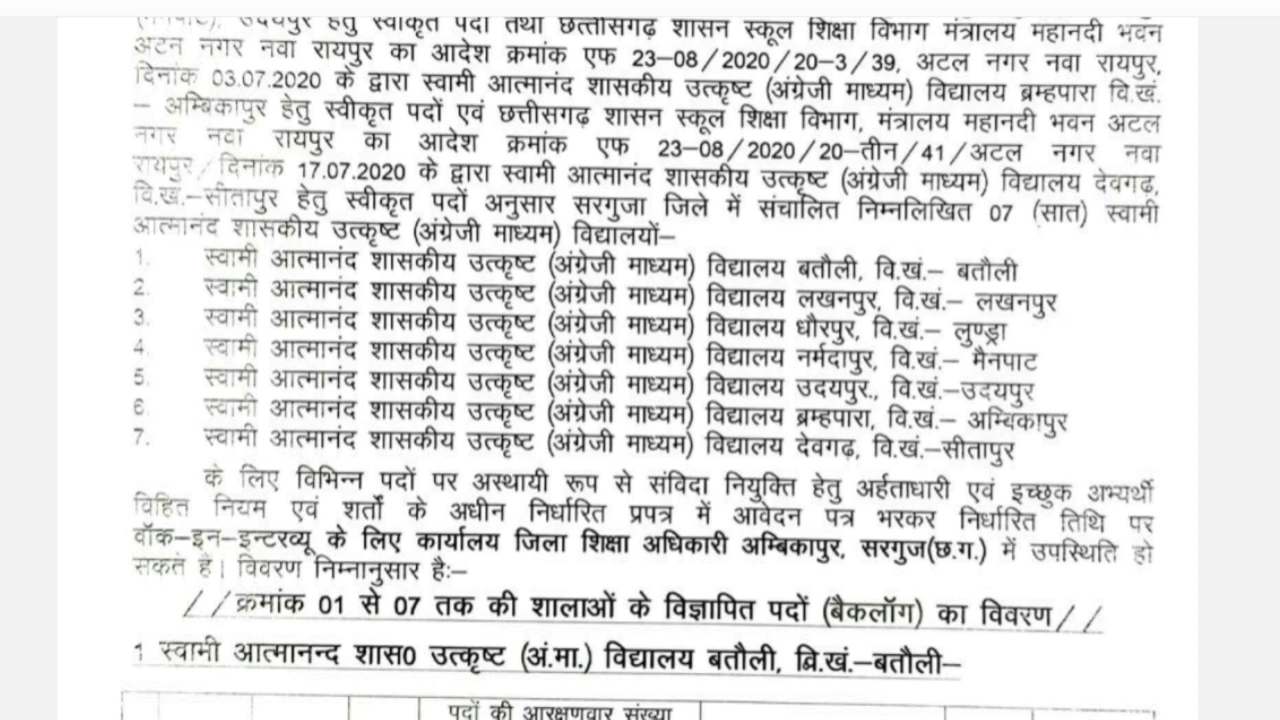 (मैनपाट), उदयपुर हेतु स्वीकृत पदों तथा छत्तीसगढ़ शासन स्कूल शिक्षा विभाग मंत्रालय महानदी भवन
अटन नगर नवा रायपुर का आदेश क्रमांक एफ 23–08/2020/20–3/39, अटल नगर नवा रायपुर,
दिनांक 03.07.2020 के द्वारा स्वामी आत्मानंद शासकीय उत्कृष्ट (अंग्रेजी माध्यम) विद्यालय ब्रम्हपारा वि.खं.
– अम्बिकापुर हेतु स्वीकृत पदों एवं छत्तीसगढ़ शासन स्कूल शिक्षा विभाग, मंत्रालय महानदी भवन अटल
नगर नवा रायपुर का आदेश क्रमांक एफ 23–08/2020/20–तीन/41/अटल नगर नवा
रायपुर/दिनांक 17.07.2020 के द्वारा स्वामी आत्मानंद शासकीय उत्कृष्ट (अंग्रेजी माध्यम) विद्यालय देवगढ़,
वि.खं.–सीतापुर हेतु स्वीकृत पदों अनुसार सरगुजा जिले में संचालित निम्नलिखित 07 (सात) स्वामी
आत्मानंद शासकीय उत्कृष्ट (अंग्रेजी माध्यम) विद्यालयों–
1. स्वामी आत्मानंद शासकीय उत्कृष्ट (अंग्रेजी माध्यम) विद्यालय बतौली, वि.खं.– बतौली
2. स्वामी आत्मानंद शासकीय उत्कृष्ट (अंग्रेजी माध्यम) विद्यालय लखनपुर, वि.खं.– लखनपुर
3. स्वामी आत्मानंद शासकीय उत्कृष्ट (अंग्रेजी माध्यम) विद्यालय धौरपुर, वि.खं.– लुण्ड्रा
4. स्वामी आत्मानंद शासकीय उत्कृष्ट (अंग्रेजी माध्यम) विद्यालय नर्मदापुर, वि.खं.– मैनपाट
5. स्वामी आत्मानंद शासकीय उत्कृष्ट (अंग्रेजी माध्यम) विद्यालय उदयपुर., वि.खं.–उदयपुर
6. स्वामी आत्मानंद शासकीय उत्कृष्ट (अंग्रेजी माध्यम) विद्यालय ब्रम्हपारा, वि.खं.– अम्बिकापुर
7. स्वामी आत्मानंद शासकीय उत्कृष्ट (अंग्रेजी माध्यम) विद्यालय देवगढ़, वि.खं.–सीतापुर
के लिए विभिन्न पदों पर अस्थायी रूप से संविदा नियुक्ति हेतु अर्हताधारी एवं इच्छुक अभ्यर्थी
विहित नियम एवं शर्तो के अधीन निर्धारित प्रपत्र में आवेदन पत्र भरकर निर्धारित तिथि पर
वॉक–इन–इन्टरव्यू के लिए कार्यालय जिला शिक्षा अधिकारी अम्बिकापुर, सरगुज(छ.ग.) में उपस्थिति हो
सकते है। विवरण निम्नानुसार है:–
//क्रमांक 01 से 07 तक की शालाओं के विज्ञापित पदों (बैकलॉग) का विवरण//
1 स्वामी आत्मानन्द शास0 उत्कृष्ट (अं.मा.) विद्यालय बतौली, वि.खं.–बतौली–
पदों की आरक्षणवार संख्या